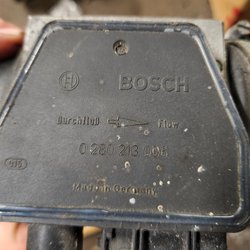 BOSCH
Durchfluß Flow
0 280 213 006
Made in Germany